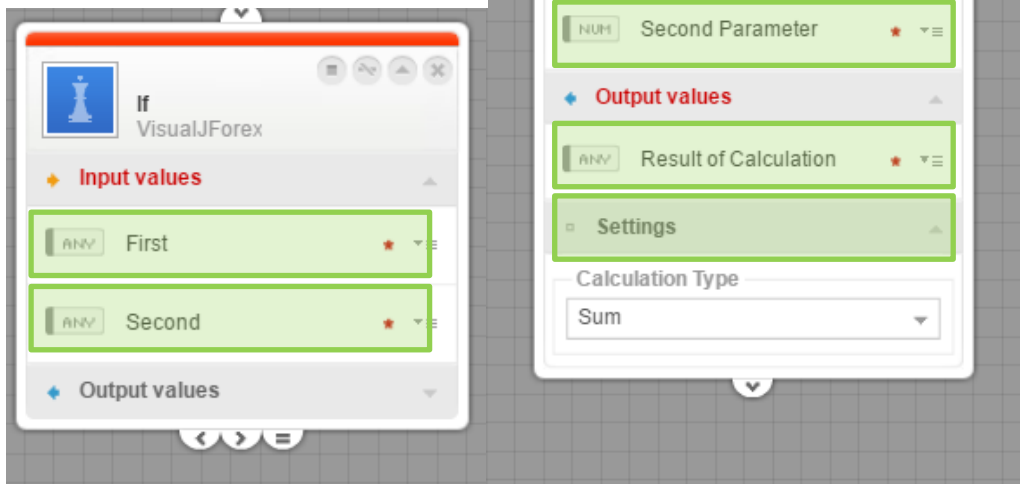 If
VisualJForex
Input values
ANY First
ANY Second
Output values
NUM Second Parameter
Output values
ANY Result of Calculation
Settings
Calculation Type
Sum